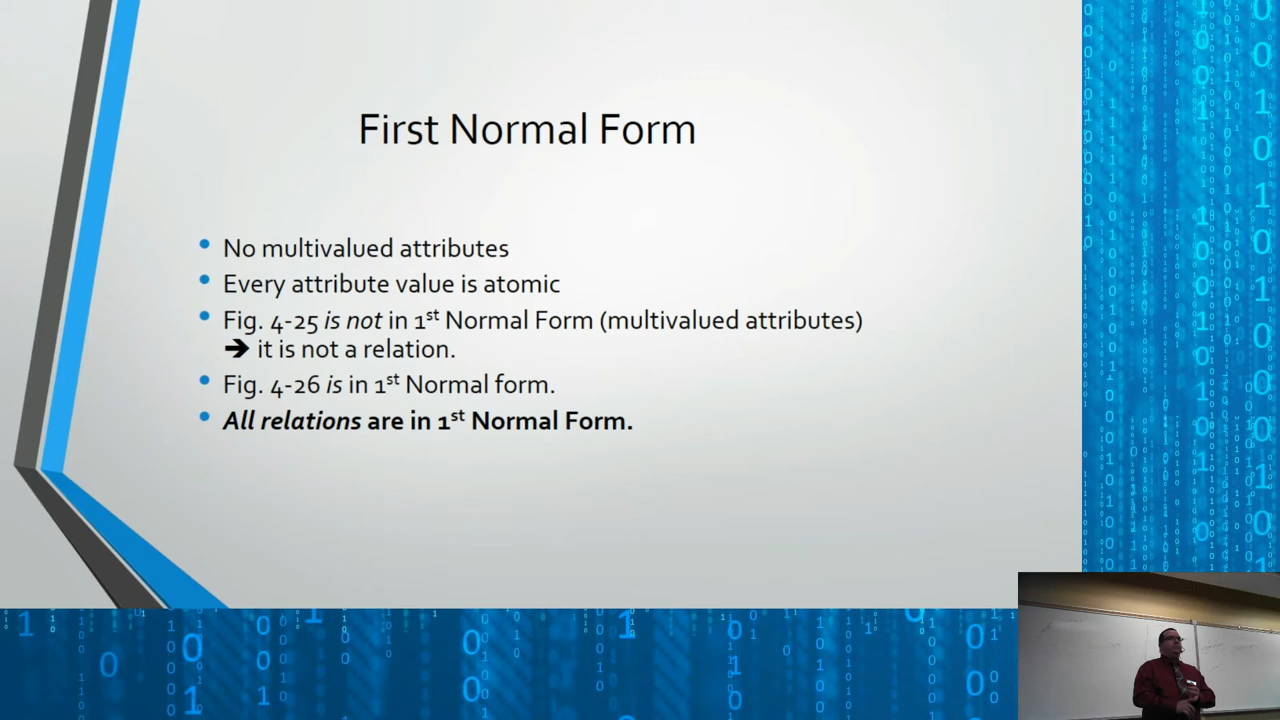 First Normal Form
• No multivalued attributes
• Every attribute value is atomic
• Fig. 4-25 is not in 1st Normal Form (multivalued attributes)
➔ it is not a relation.
• Fig. 4-26 is in 1st Normal form.
• All relations are in 1st Normal Form.